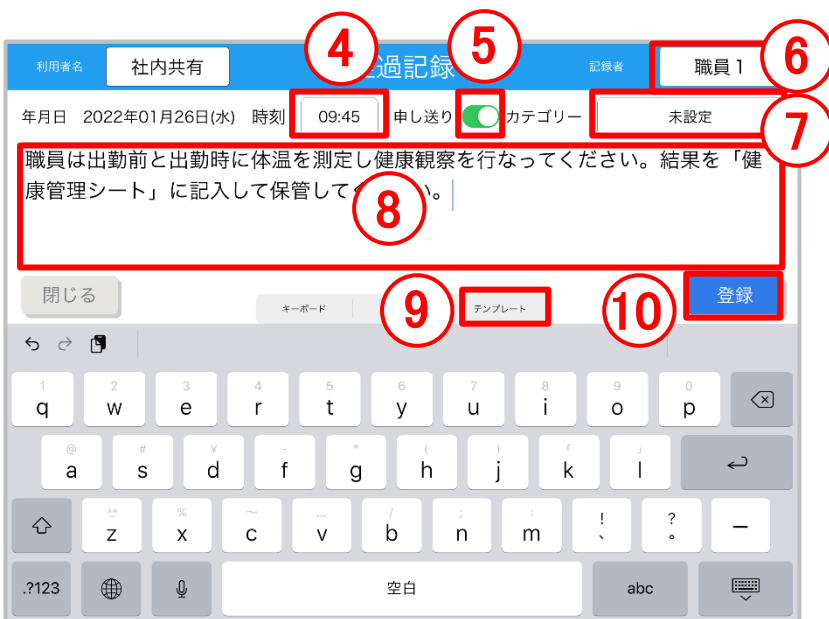 利用者名 社内共有 ④ 過記録 ⑤ 記録者 職員1 ⑥
年月日 2022年01月26日(水) 時刻 09:45 申し送り カテゴリー 未設定 ⑦
職員は出勤前と出勤時に体温を測定し健康観察を行なってください。結果を「健
康管理シート」に記入して保管してく い。 ⑧
閉じる キーボード ⑨ テンプレート ⑩ 登録
1 2 3 4 5 6 7 8 9 0
q w e r t y u i o p
@ # ¥ - * ( ) 「 」
a s d f g h j k l
^^ % 〜 … / ; : ! ?
z x c v b n m 、 。 ー
.?123 空白 abc